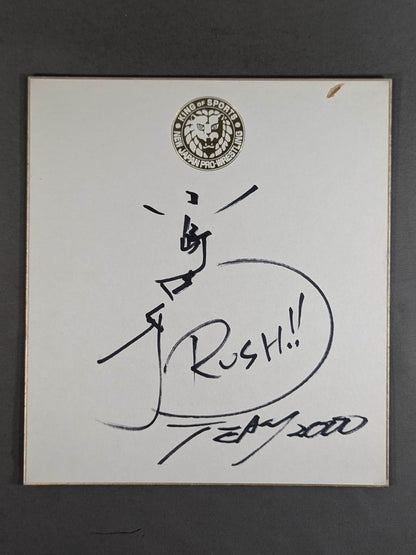 KING OF SPORTS
NEW JAPAN PRO-WRESTLING
RUSH!!
TEAM 2000